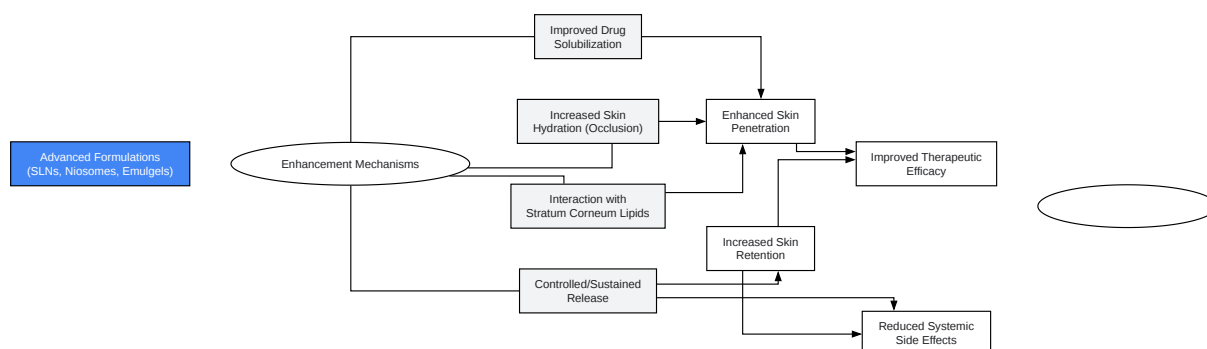 Improved Drug
Solubilization
Increased Skin
Hydration (Occlusion)
Enhanced Skin
Penetration
Advanced Formulations
(SLNs, Niosomes, Emulgels)
Enhancement Mechanisms
Improved Therapeutic
Efficacy
Interaction with
Stratum Corneum Lipids
Increased Skin
Retention
Controlled/Sustained
Release
Reduced Systemic
Side Effects